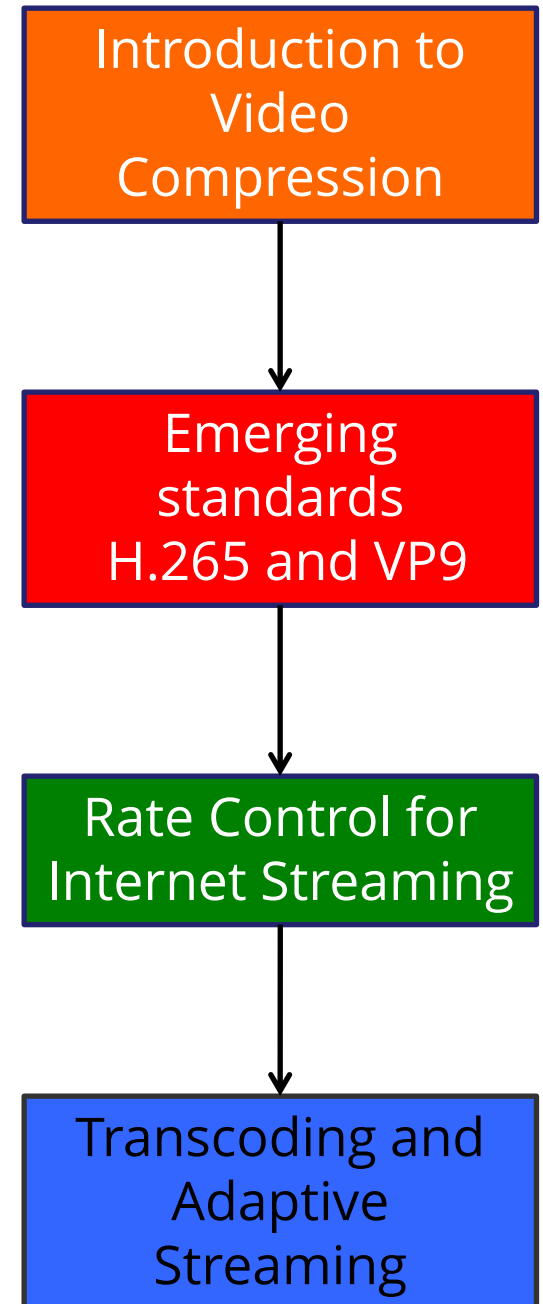 Introduction to
Video
Compression
Emerging
standards
H.265 and VP9
Rate Control for
Internet Streaming
Transcoding and
Adaptive
Streaming